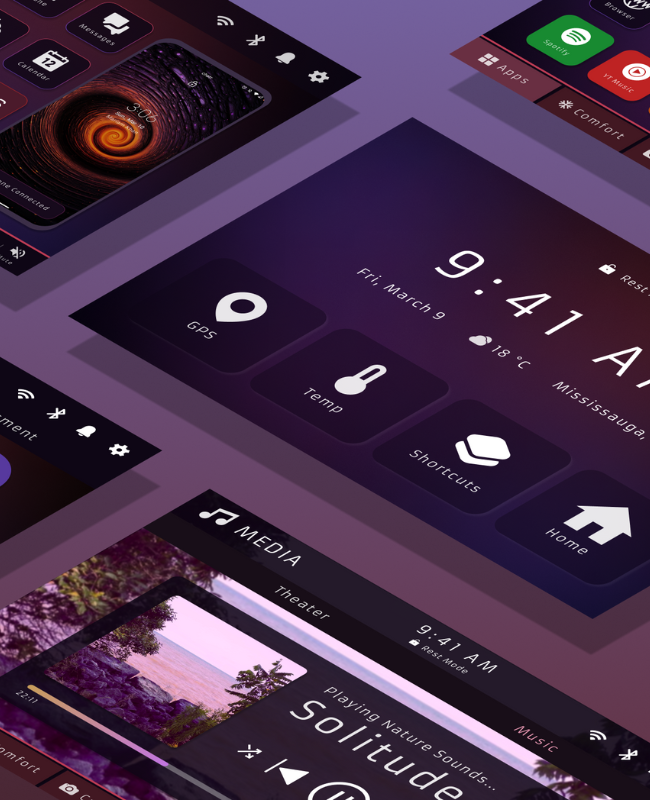 Messages
Calendar
12
3:06
Connected
Browser
Spotify
YT Music
Apps
Comfort
Rest
9:41 AM
Fri, March 9
18 °C
Mississauga,
GPS
Temp
Shortcuts
Home
MEDIA
Theater
9:41 AM
Rest Mode
Music
22:11
Playing Nature Sounds...
Solitude